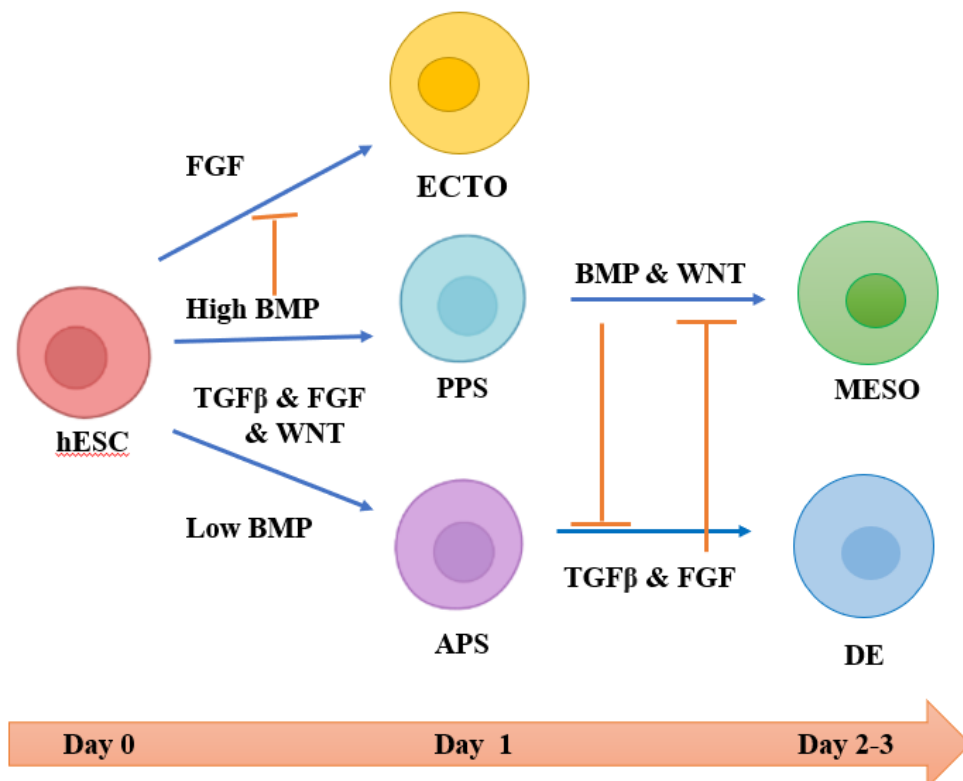 FGF
ECTO
High BMP
BMP & WNT
PPS
MESO
TGFβ & FGF
& WNT
hESC
Low BMP
TGFβ & FGF
APS
DE
Day 0
Day 1
Day 2-3